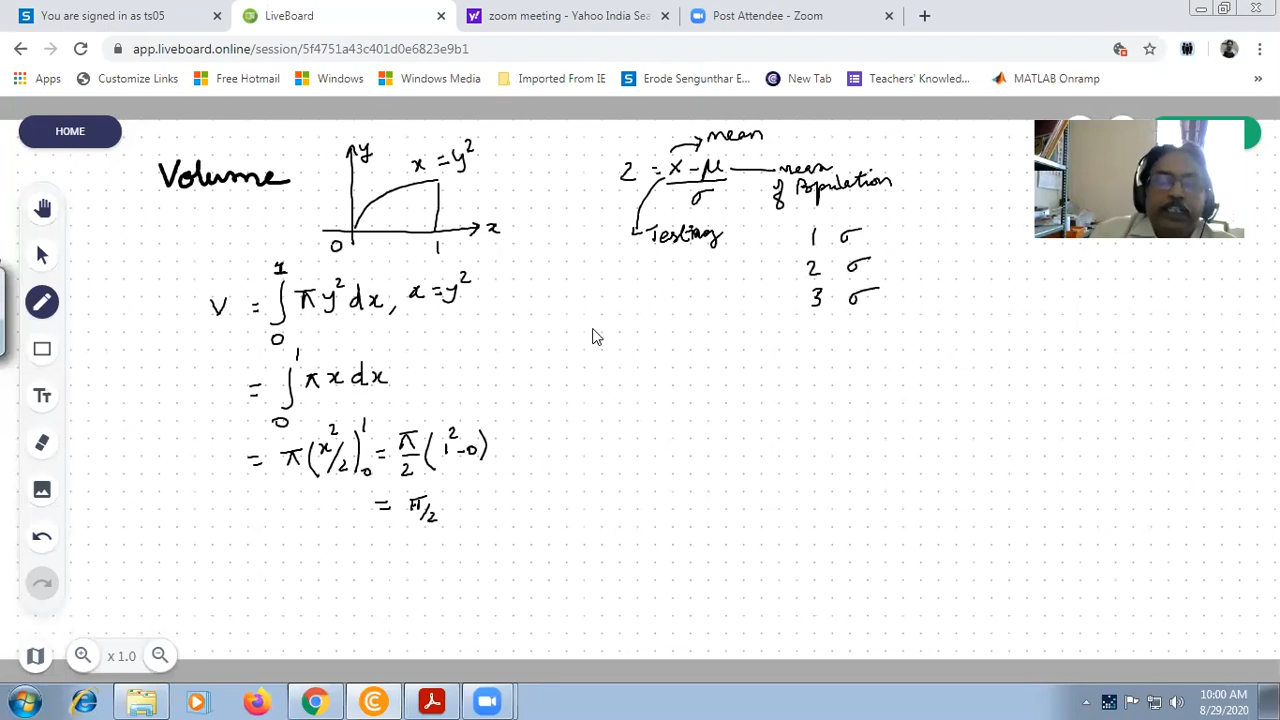 You are signed in as ts05
LiveBoard
zoom meeting - Yahoo India Sea
Post Attendee - Zoom
app.liveboard.online/session/5f4751a43c401d0e6823e9b1
Apps
Customize Links
Free Hotmail
Windows
Windows Media
Imported From IE
Erode Sengunthar E...
New Tab
Teachers' Knowled...
MATLAB Onramp
»
HOME
Volume
y
x = y²
0
1
x
V = ∫₀¹ π y² dx, x = y²
= ∫₀¹ π x dx
= π (x²/2)₀¹ = π/2 (1² - 0)
= π/2
mean
Z = (x - μ)/σ
mean
of Population
Testing
1 σ
2 σ
3 σ
Tт
x 1.0
10:00 AM
8/29/2020